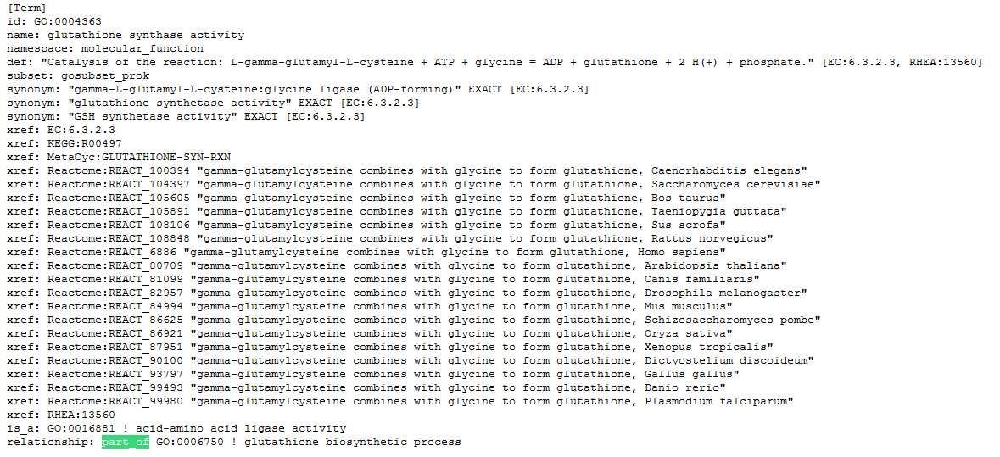 [Term]
id: GO:0004363
name: glutathione synthase activity
namespace: molecular_function
def: "Catalysis of the reaction: L-gamma-glutamyl-L-cysteine + ATP + glycine = ADP + glutathione + 2 H(+) + phosphate." [EC:6.3.2.3, RHEA:13560]
subset: gosubset_prok
synonym: "gamma-L-glutamyl-L-cysteine:glycine ligase (ADP-forming)" EXACT [EC:6.3.2.3]
synonym: "glutathione synthetase activity" EXACT [EC:6.3.2.3]
synonym: "GSH synthetase activity" EXACT [EC:6.3.2.3]
xref: EC:6.3.2.3
xref: KEGG:R00497
xref: MetaCyc:GLUTATHIONE-SYN-RXN
xref: Reactome:REACT_100394 "gamma-glutamylcysteine combines with glycine to form glutathione, Caenorhabditis elegans"
xref: Reactome:REACT_104397 "gamma-glutamylcysteine combines with glycine to form glutathione, Saccharomyces cerevisiae"
xref: Reactome:REACT_105605 "gamma-glutamylcysteine combines with glycine to form glutathione, Bos taurus"
xref: Reactome:REACT_105891 "gamma-glutamylcysteine combines with glycine to form glutathione, Taeniopygia guttata"
xref: Reactome:REACT_108106 "gamma-glutamylcysteine combines with glycine to form glutathione, Sus scrofa"
xref: Reactome:REACT_108848 "gamma-glutamylcysteine combines with glycine to form glutathione, Rattus norvegicus"
xref: Reactome:REACT_6886 "gamma-glutamylcysteine combines with glycine to form glutathione, Homo sapiens"
xref: Reactome:REACT_80709 "gamma-glutamylcysteine combines with glycine to form glutathione, Arabidopsis thaliana"
xref: Reactome:REACT_81099 "gamma-glutamylcysteine combines with glycine to form glutathione, Canis familiaris"
xref: Reactome:REACT_82957 "gamma-glutamylcysteine combines with glycine to form glutathione, Drosophila melanogaster"
xref: Reactome:REACT_84994 "gamma-glutamylcysteine combines with glycine to form glutathione, Mus musculus"
xref: Reactome:REACT_86625 "gamma-glutamylcysteine combines with glycine to form glutathione, Schizosaccharomyces pombe"
xref: Reactome:REACT_86921 "gamma-glutamylcysteine combines with glycine to form glutathione, Oryza sativa"
xref: Reactome:REACT_87951 "gamma-glutamylcysteine combines with glycine to form glutathione, Xenopus tropicalis"
xref: Reactome:REACT_90100 "gamma-glutamylcysteine combines with glycine to form glutathione, Dictyostelium discoideum"
xref: Reactome:REACT_93797 "gamma-glutamylcysteine combines with glycine to form glutathione, Gallus gallus"
xref: Reactome:REACT_99493 "gamma-glutamylcysteine combines with glycine to form glutathione, Danio rerio"
xref: Reactome:REACT_99980 "gamma-glutamylcysteine combines with glycine to form glutathione, Plasmodium falciparum"
xref: RHEA:13560
is_a: GO:0016881 ! acid-amino acid ligase activity
relationship: part_of GO:0006750 ! glutathione biosynthetic process